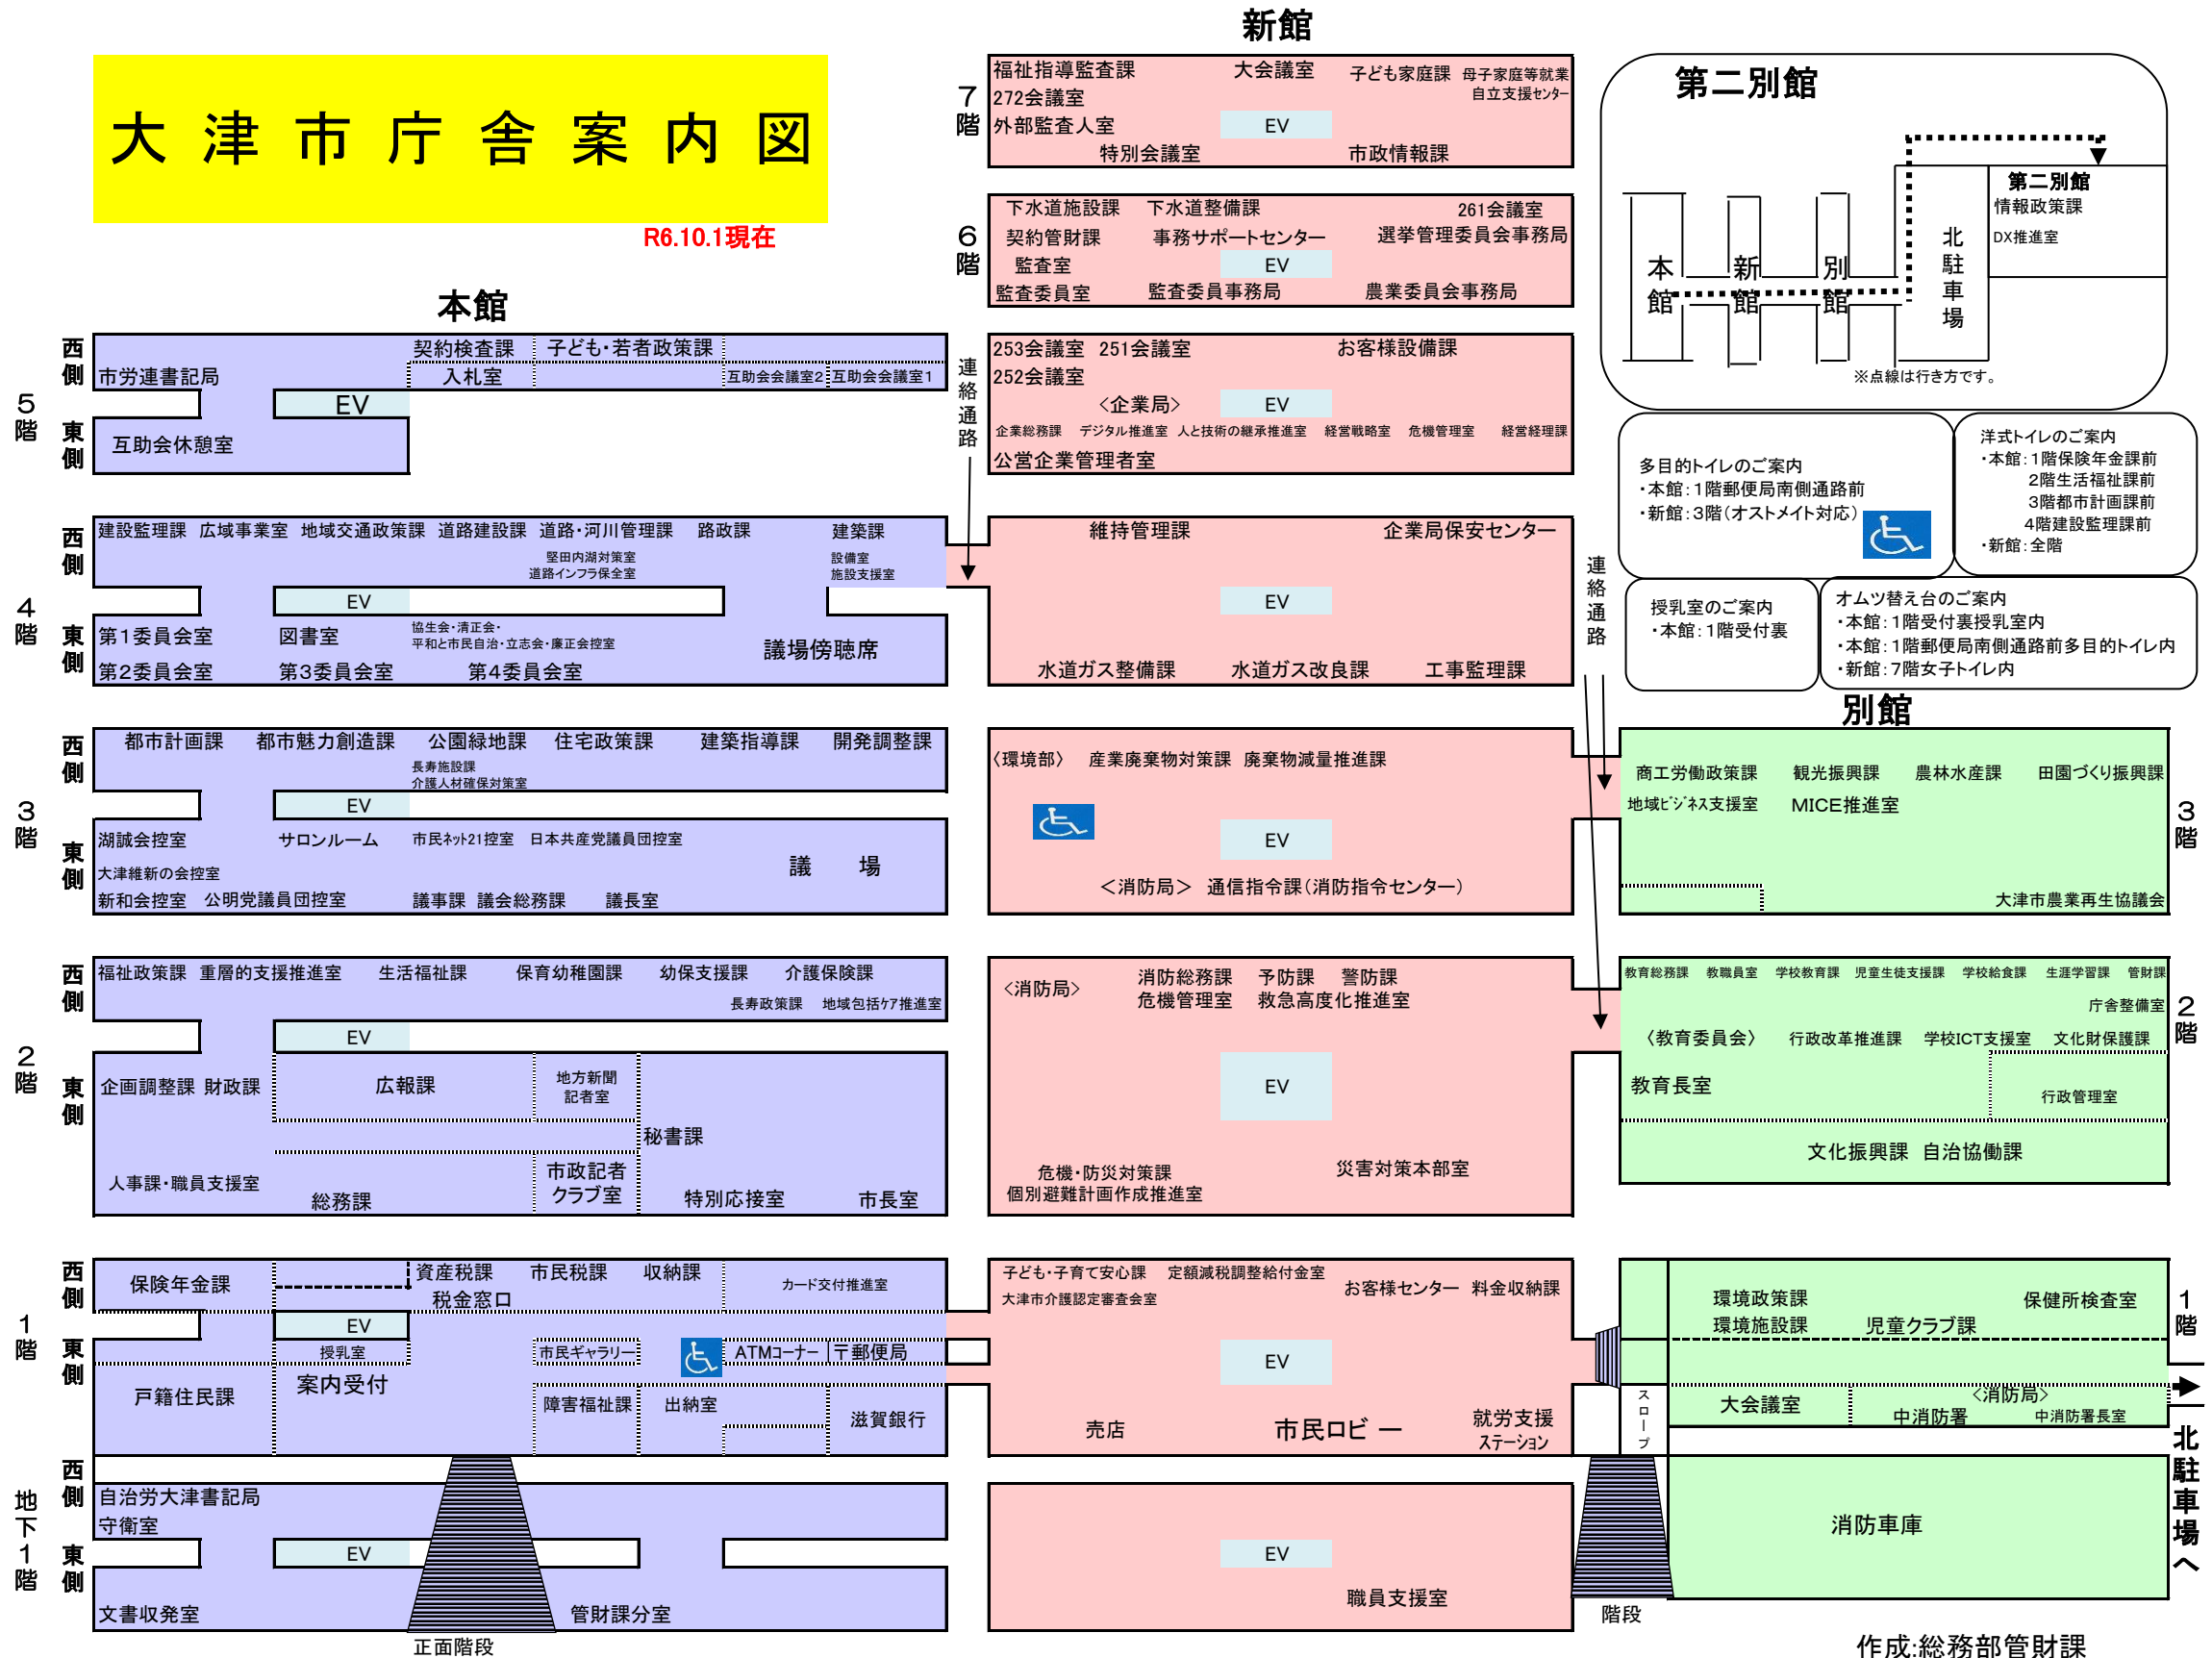 大津市庁舎案内図
R6.10.1現在
新館
7階
福祉指導監査課 大会議室 子ども家庭課 母子家庭等就業
自立支援センター
272会議室
外部監査人室 EV
特別会議室 市政情報課
6階
下水道施設課 下水道整備課 261会議室
契約管財課 事務サポートセンター 選挙管理委員会事務局
監査室 EV
監査委員室 監査委員事務局 農業委員会事務局
253会議室 251会議室 お客様設備課
252会議室
<企業局> EV
企業総務課 デジタル推進室 人と技術の継承推進室 経営戦略室 危機管理室 経営経理課
公営企業管理者室
連絡通路
維持管理課 企業局保安センター
EV
水道ガス整備課 水道ガス改良課 工事監理課
〈環境部〉 産業廃棄物対策課 廃棄物減量推進課
EV
<消防局> 通信指令課(消防指令センター)
<消防局> 消防総務課 予防課 警防課
危機管理室 救急高度化推進室
EV
危機・防災対策課 災害対策本部室
個別避難計画作成推進室
子ども・子育て安心課 定額減税調整給付金室 お客様センター 料金収納課
大津市介護認定審査会室
EV
売店 市民ロビー 就労支援
ステーション
EV
職員支援室
本館
5階
西側
契約検査課 子ども・若者政策課
市労連書記局 入札室 互助会会議室2 互助会会議室1
EV
東側
互助会休憩室
4階
西側
建設監理課 広域事業室 地域交通政策課 道路建設課 道路・河川管理課 路政課 建築課
堅田内湖対策室 設備室
道路インフラ保全室 施設支援室
EV
東側
第1委員会室 図書室 協生会・清正会・
平和と市民自治・立志会・廉正会控室 議場傍聴席
第2委員会室 第3委員会室 第4委員会室
3階
西側
都市計画課 都市魅力創造課 公園緑地課 住宅政策課 建築指導課 開発調整課
長寿施設課
介護人材確保対策室
EV
東側
湖誠会控室 サロンルーム 市民ネット21控室 日本共産党議員団控室
大津維新の会控室 議場
新和会控室 公明党議員団控室 議事課 議会総務課 議長室
2階
西側
福祉政策課 重層的支援推進室 生活福祉課 保育幼稚園課 幼保支援課 介護保険課
長寿政策課 地域包括ケア推進室
EV
東側
企画調整課 財政課 広報課 地方新聞
記者室
秘書課
人事課・職員支援室 総務課 市政記者
クラブ室 特別応接室 市長室
1階
西側
保険年金課 資産税課 市民税課 収納課 カード交付推進室
税金窓口
EV
東側
授乳室 市民ギャラリー ATMコーナー 〒郵便局
戸籍住民課 案内受付 障害福祉課 出納室 滋賀銀行
地下1階
西側
自治労大津書記局
守衛室
EV
東側
文書収発室 管財課分室
正面階段
第二別館
本館 新館 別館 北駐車場
第二別館
情報政策課
DX推進室
※点線は行き方です。
多目的トイレのご案内
・本館:1階郵便局南側通路前
・新館:3階(オストメイト対応)
洋式トイレのご案内
・本館:1階保険年金課前
2階生活福祉課前
3階都市計画課前
4階建設監理課前
・新館:全階
授乳室のご案内
・本館:1階受付裏
オムツ替え台のご案内
・本館:1階受付裏授乳室内
・本館:1階郵便局南側通路前多目的トイレ内
・新館:7階女子トイレ内
連絡通路
別館
3階
商工労働政策課 観光振興課 農林水産課 田園づくり振興課
地域ビジネス支援室 MICE推進室
大津市農業再生協議会
2階
教育総務課 教職員室 学校教育課 児童生徒支援課 学校給食課 生涯学習課 管財課
庁舎整備室
〈教育委員会〉 行政改革推進課 学校ICT支援室 文化財保護課
教育長室 行政管理室
文化振興課 自治協働課
1階
環境政策課 保健所検査室
環境施設課 児童クラブ課
スロープ
大会議室 <消防局>
中消防署 中消防署長室
北駐車場へ
消防車庫
階段
作成:総務部管財課